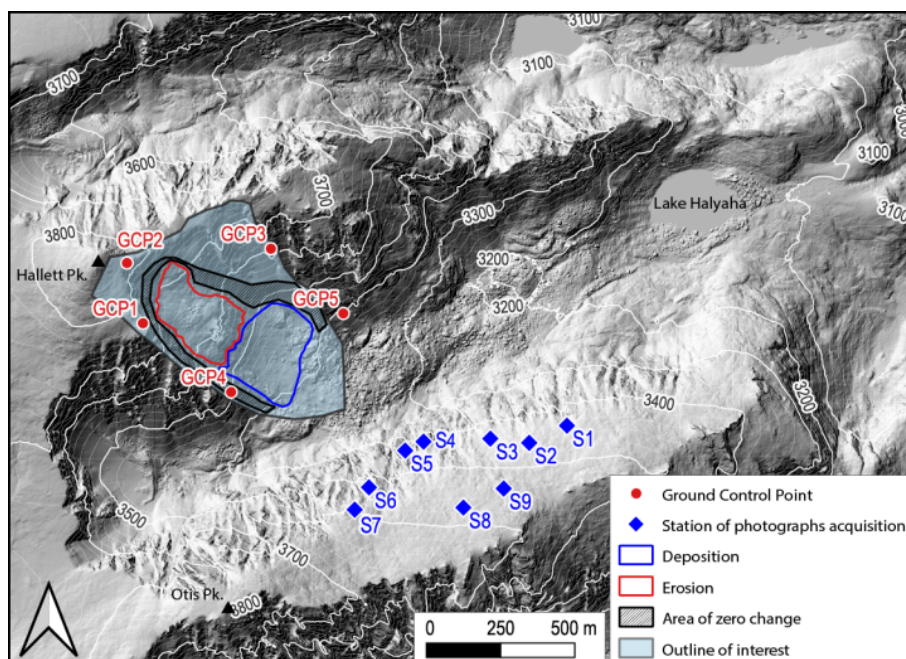 3100
3700
3100
3000
3100
3600
3700
3300
Lake Halyaha
3100
3800
GCP2
GCP3
3200
Hallett Pk.
GCP5
3200
GCP1
GCP4
3400
3200
S1
S4
S3
S2
S5
S6
S9
S7
S8
3500
3700
Otis Pk.
3800
0 250 500 m
Ground Control Point
Station of photographs acquisition
Deposition
Erosion
Area of zero change
Outline of interest